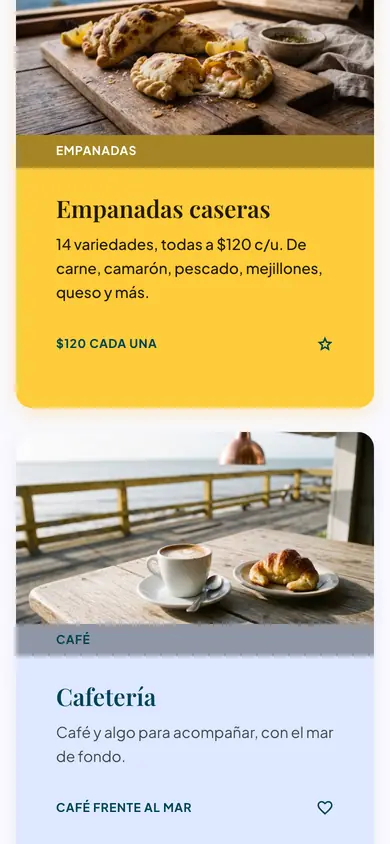 EMPANADAS
Empanadas caseras
14 variedades, todas a $120 c/u. De
carne, camarón, pescado, mejillones,
queso y más.
$120 CADA UNA
CAFÉ
Cafetería
Café y algo para acompañar, con el mar
de fondo.
CAFÉ FRENTE AL MAR